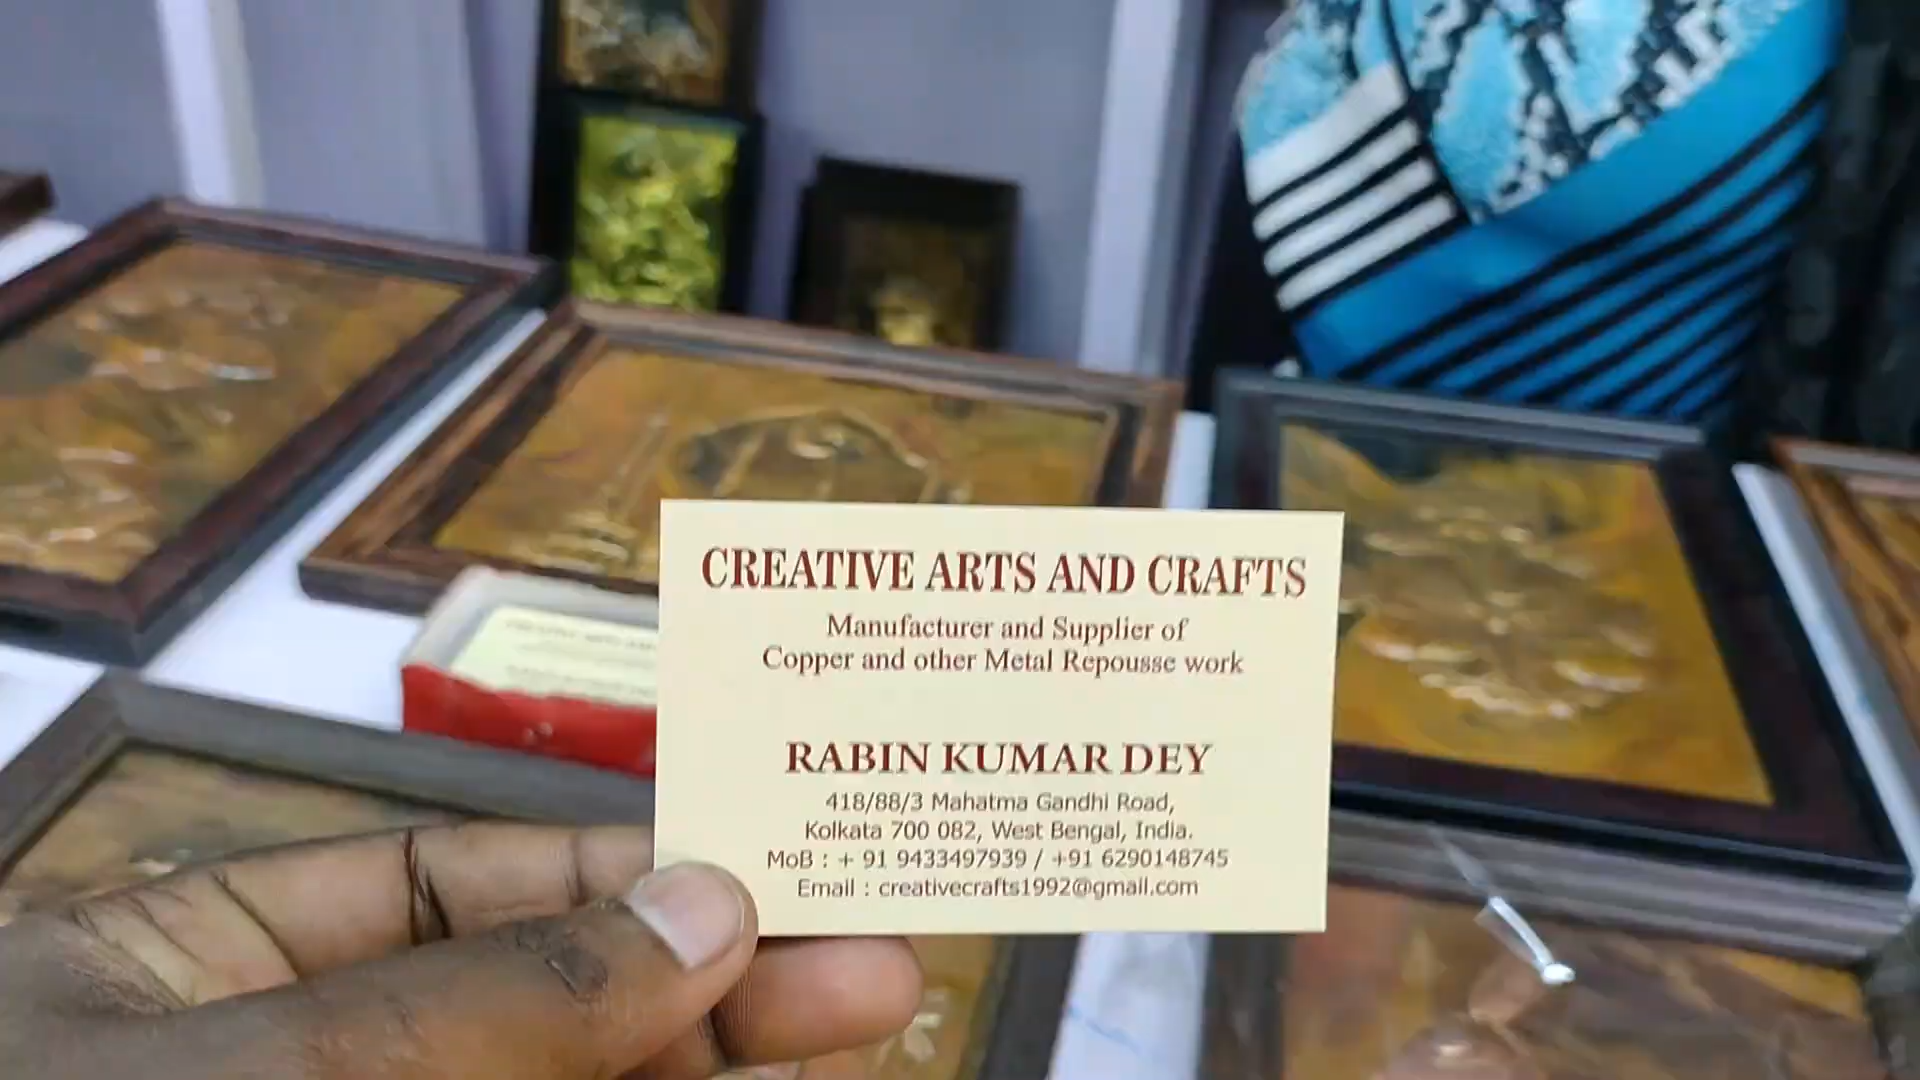 CREATIVE ARTS AND CRAFTS
Manufacturer and Supplier of
Copper and other Metal Repousse work
RABIN KUMAR DEY
418/88/3 Mahatma Gandhi Road,
Kolkata 700 082, West Bengal, India.
MoB : + 91 9433497939 / +91 6290148745
Email : creativecrafts1992@gmail.com